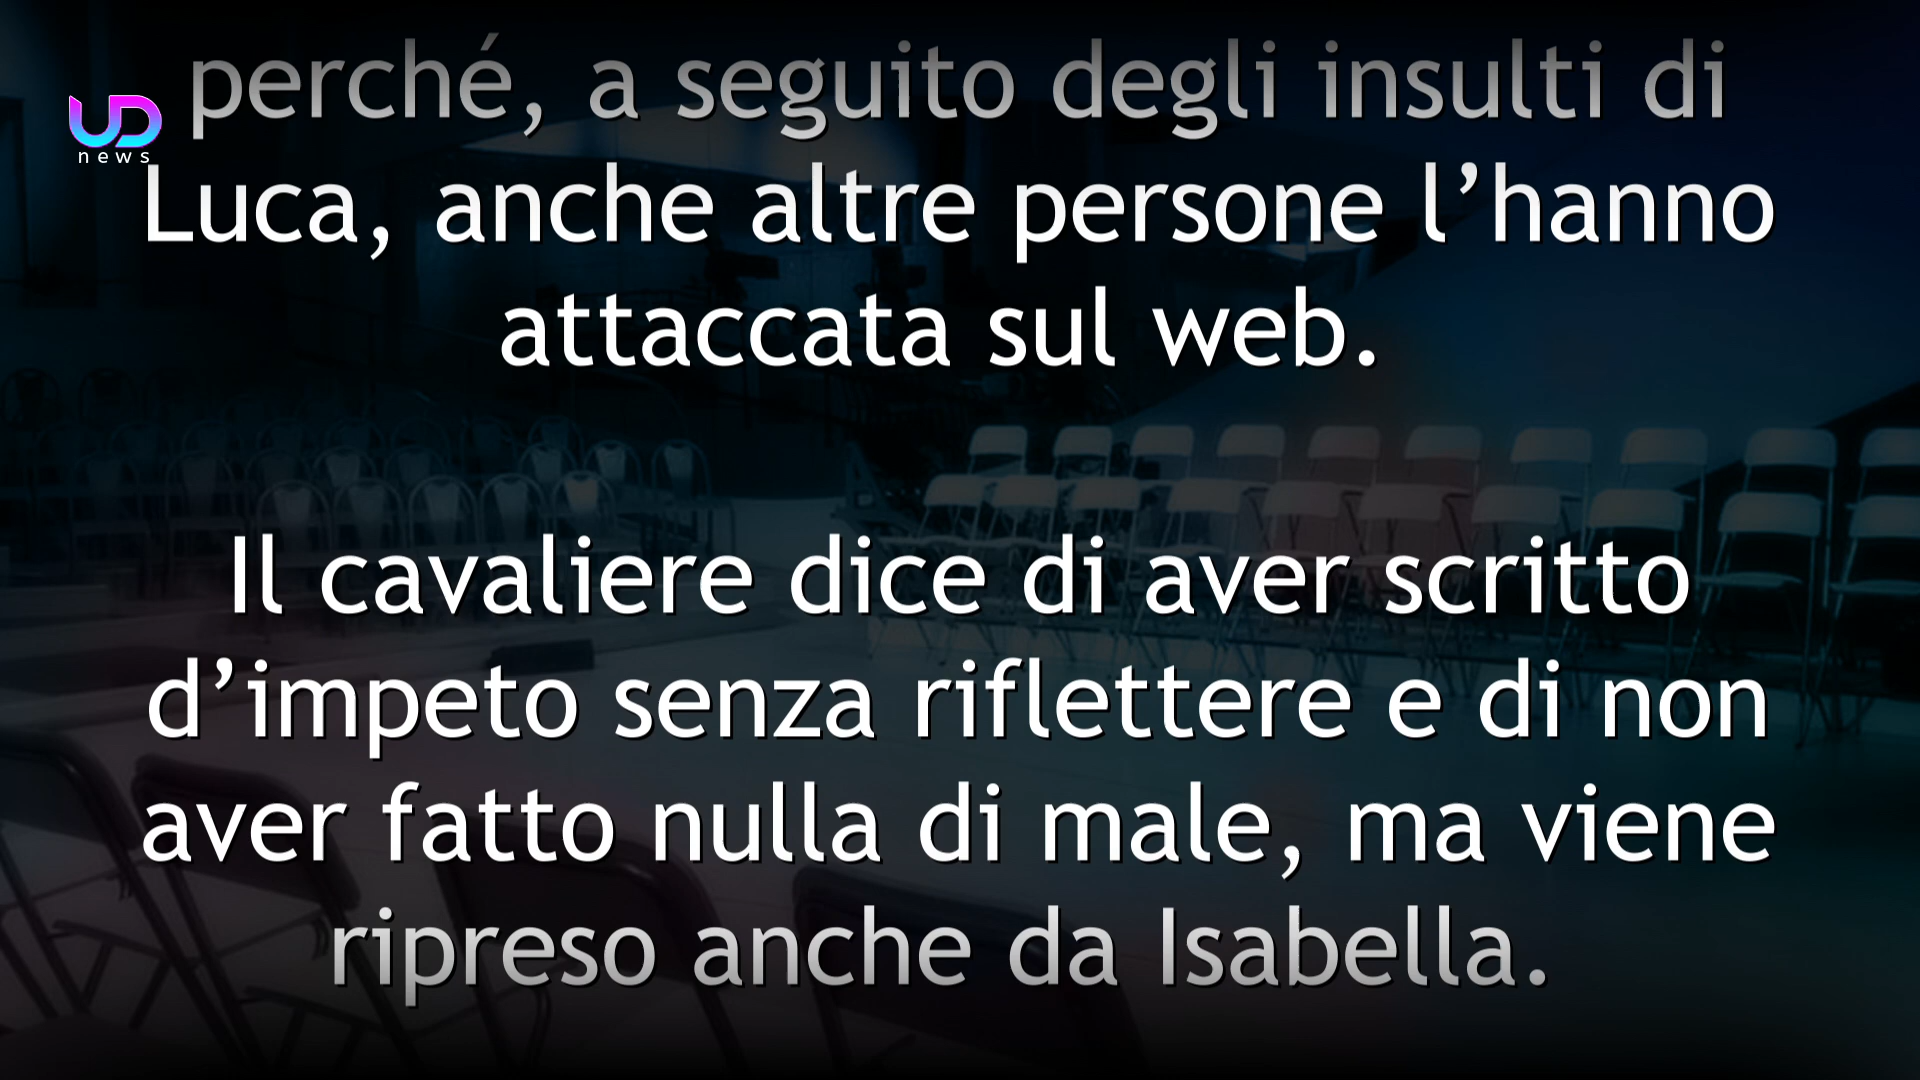 perché, a seguito degli insulti di
UD
news
Luca, anche altre persone l’hanno
attaccata sul web.
Il cavaliere dice di aver scritto
d’impeto senza riflettere e di non
aver fatto nulla di male, ma viene
ripreso anche da Isabella.